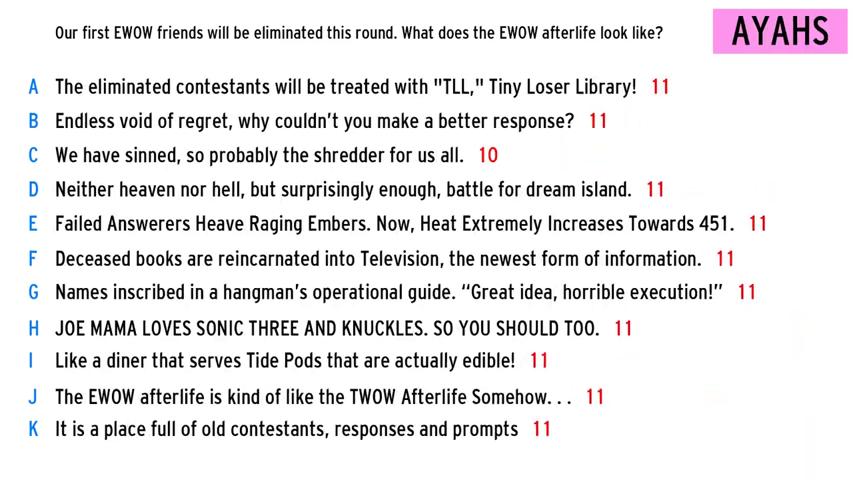 Our first EWOW friends will be eliminated this round. What does the EWOW afterlife look like?
AYAHS
A The eliminated contestants will be treated with "TLL," Tiny Loser Library! 11
B Endless void of regret, why couldn't you make a better response? 11
C We have sinned, so probably the shredder for us all. 10
D Neither heaven nor hell, but surprisingly enough, battle for dream island. 11
E Failed Answerers Heave Raging Embers. Now, Heat Extremely Increases Towards 451. 11
F Deceased books are reincarnated into Television, the newest form of information. 11
G Names inscribed in a hangman's operational guide. “Great idea, horrible execution!” 11
H JOE MAMA LOVES SONIC THREE AND KNUCKLES. SO YOU SHOULD TOO. 11
I Like a diner that serves Tide Pods that are actually edible! 11
J The EWOW afterlife is kind of like the TWOW Afterlife Somehow. . . 11
K It is a place full of old contestants, responses and prompts 11